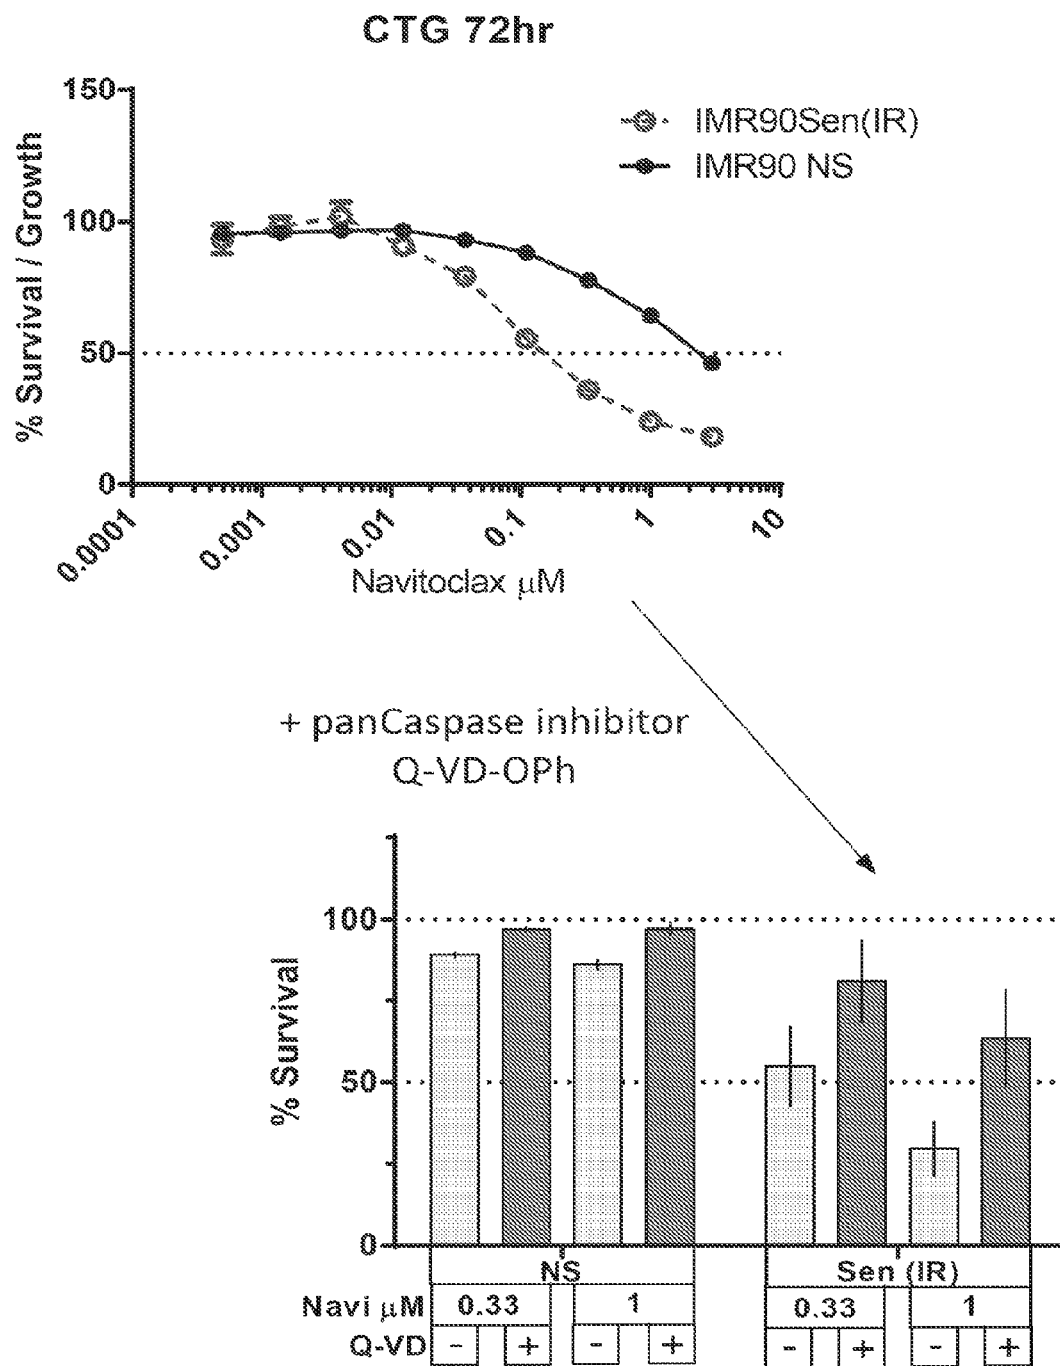 CTG 72hr
150
100
50
0
% Survival / Growth
IMR90Sen(IR)
IMR90 NS
0.0001
0.001
0.01
0.1
1
10
Navitoclax μM
+ panCaspase inhibitor
Q-VD-OPh
100
50
0
% Survival
NS
Sen (IR)
Navi μM 0.33 1 0.33 1
Q-VD - + - + - + - +